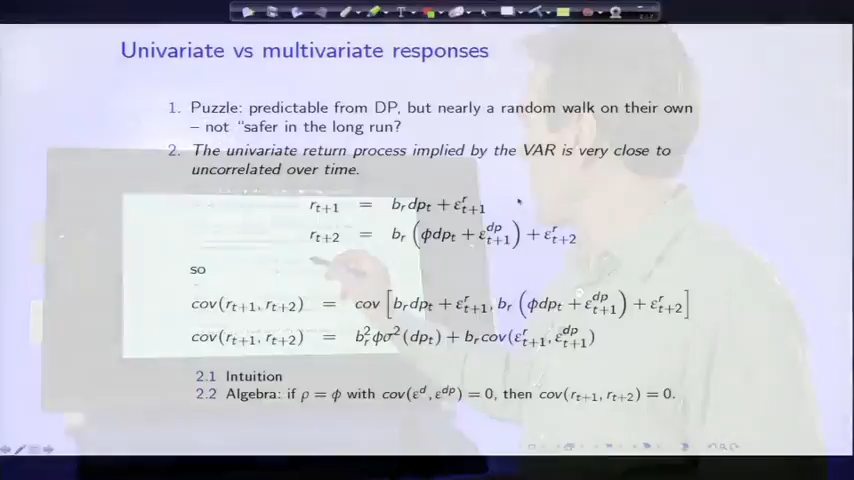 Univariate vs multivariate responses
1. Puzzle: predictable from DP, but nearly a random walk on their own
– not “safer in the long run?
2. The univariate return process implied by the VAR is very close to
uncorrelated over time.
r_{t+1} = b_r dp_t + ε^r_{t+1}
r_{t+2} = b_r (ϕdp_t + ε^{dp}_{t+1}) + ε^r_{t+2}
so
cov(r_{t+1}, r_{t+2}) = cov [b_r dp_t + ε^r_{t+1}, b_r (ϕdp_t + ε^{dp}_{t+1}) + ε^r_{t+2}]
cov(r_{t+1}, r_{t+2}) = b_r^2 ϕσ^2(dp_t) + b_r cov(ε^r_{t+1}, ε^{dp}_{t+1})
2.1 Intuition
2.2 Algebra: if ρ = ϕ with cov(ε^d, ε^{dp}) = 0, then cov(r_{t+1}, r_{t+2}) = 0.